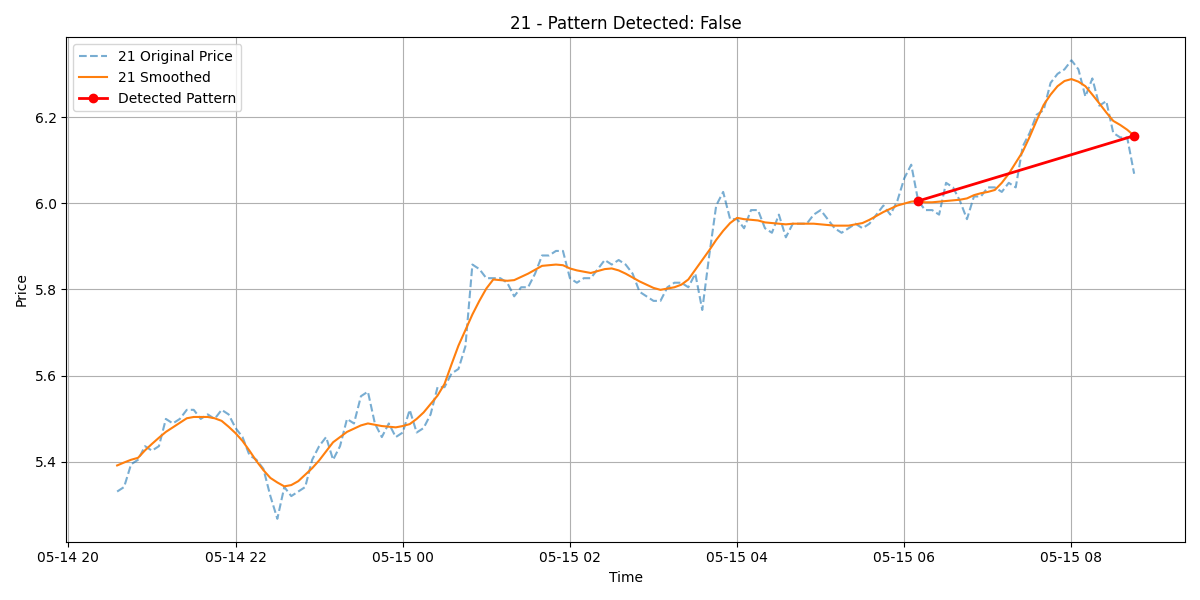 21 - Pattern Detected: False
21 Original Price
21 Smoothed
Detected Pattern
Price
6.2
6.0
5.8
5.6
5.4
05-14 20
05-14 22
05-15 00
05-15 02
05-15 04
05-15 06
05-15 08
Time